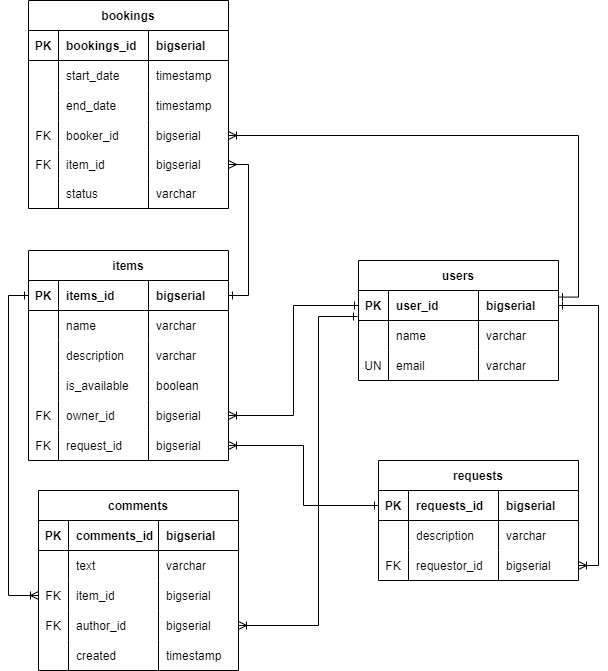 bookings
PK bookings_id bigserial
start_date timestamp
end_date timestamp
FK booker_id bigserial
FK item_id bigserial
status varchar
items
PK items_id bigserial
name varchar
description varchar
is_available boolean
FK owner_id bigserial
FK request_id bigserial
users
PK user_id bigserial
name varchar
UN email varchar
comments
PK comments_id bigserial
text varchar
FK item_id bigserial
FK author_id bigserial
created timestamp
requests
PK requests_id bigserial
description varchar
FK requestor_id bigserial